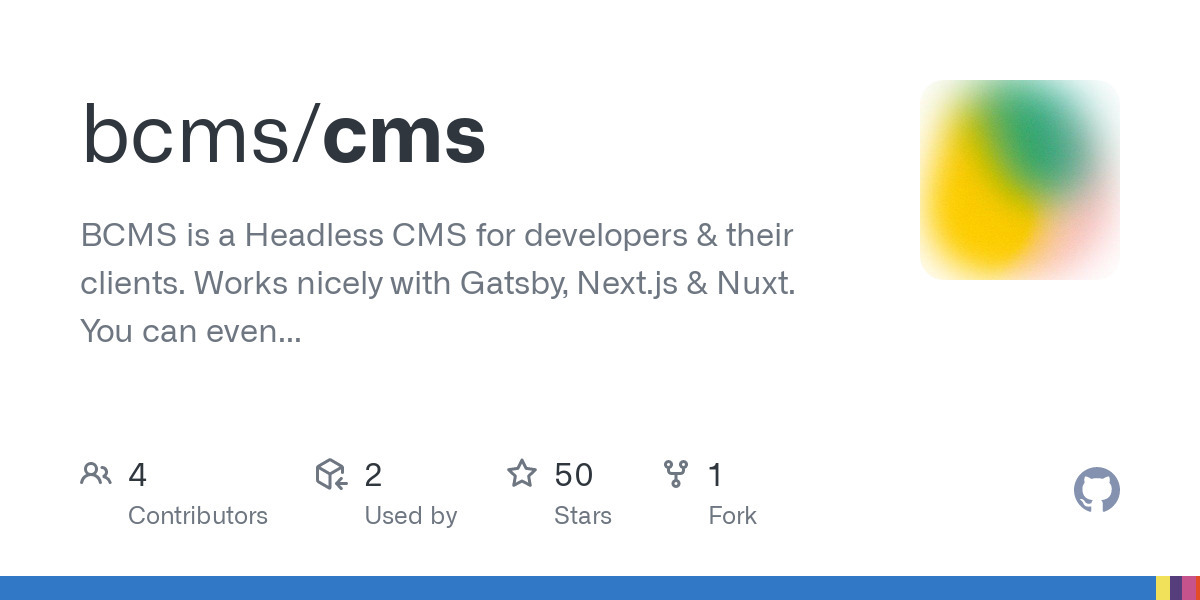 bcms/cms
BCMS is a Headless CMS for developers & their
clients. Works nicely with Gatsby, Next.js & Nuxt.
You can even...
4 2 50 1
Contributors Used by Stars Fork